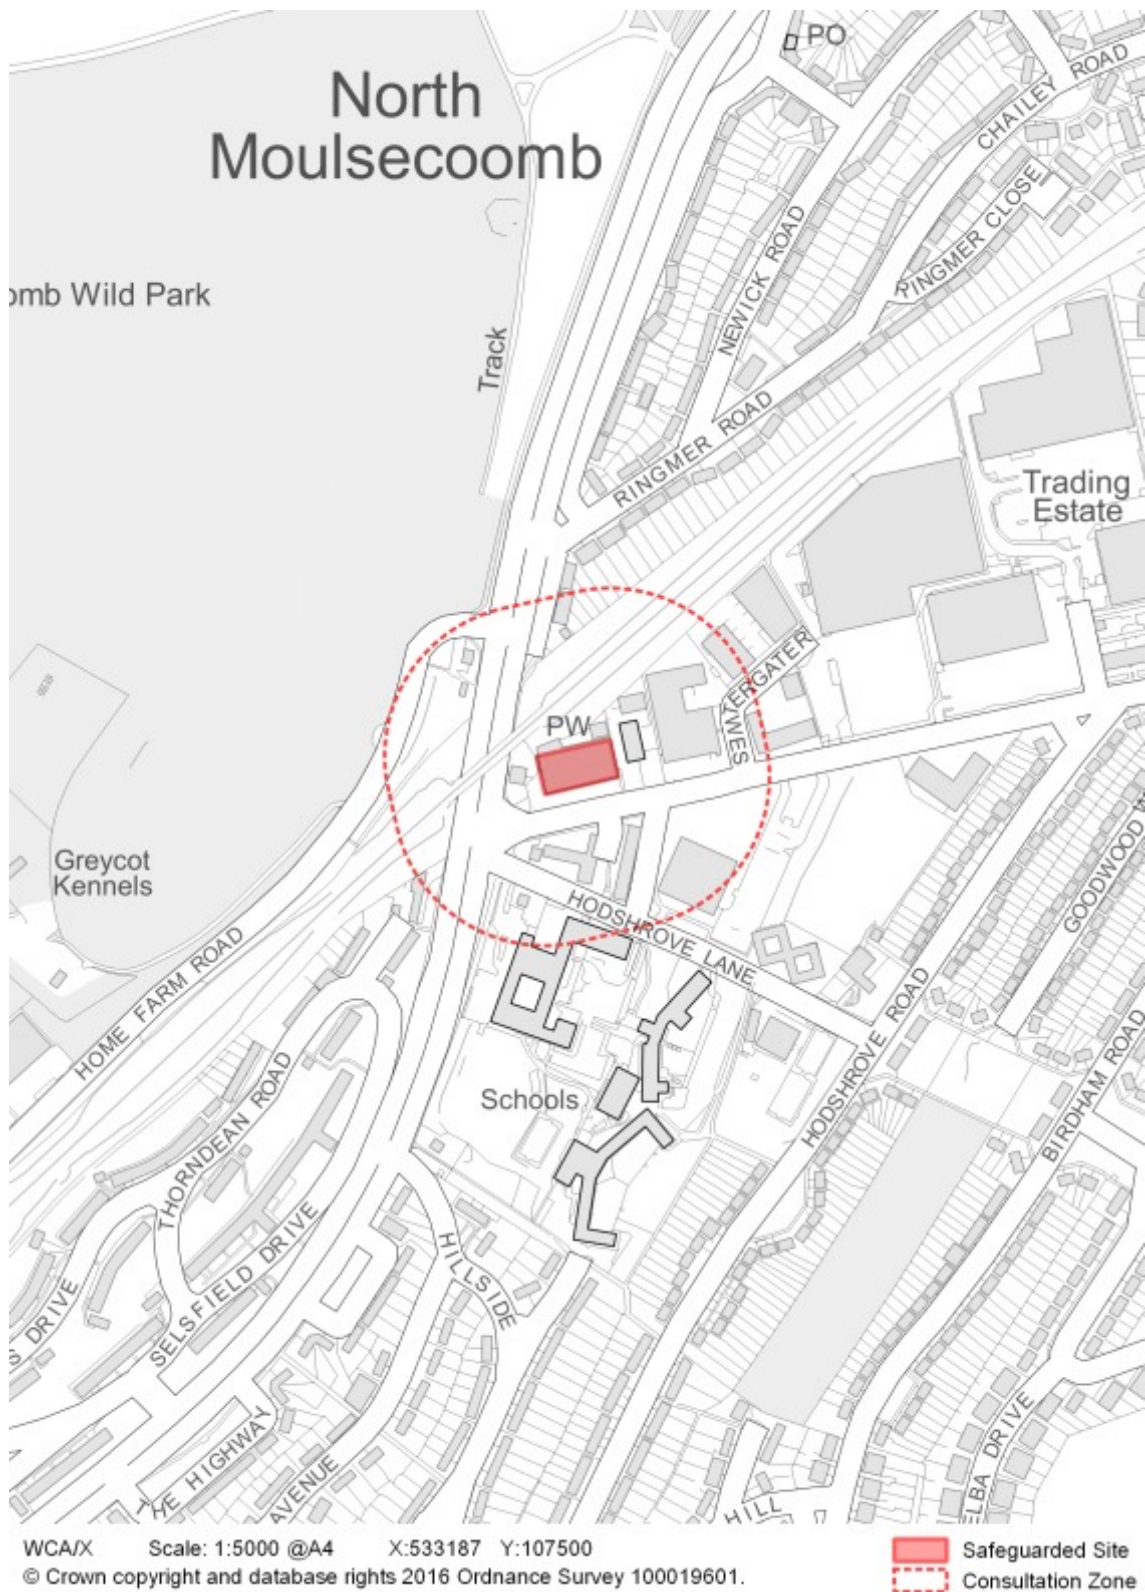 PO
North
Moulsecoomb
CHAILEY ROAD
RINGMER CLOSE
NEWICK ROAD
omb Wild Park
Track
RINGMER ROAD
Trading
Estate
TERGATER
WES
PW
Greycot
Kennels
HODSHROVE LANE
GOODWOOD W
HOME FARM ROAD
HODSHROVE ROAD
BIRDHAM ROAD
Schools
THORNDEAN ROAD
SELSFIELD DRIVE
HILLSIDE
S DRIVE
THE HIGHWAY
AVENUE
HILL
ELBA DRIVE
WCA/X Scale: 1:5000 @A4 X:533187 Y:107500
© Crown copyright and database rights 2016 Ordnance Survey 100019601.
Safeguarded Site
Consultation Zone